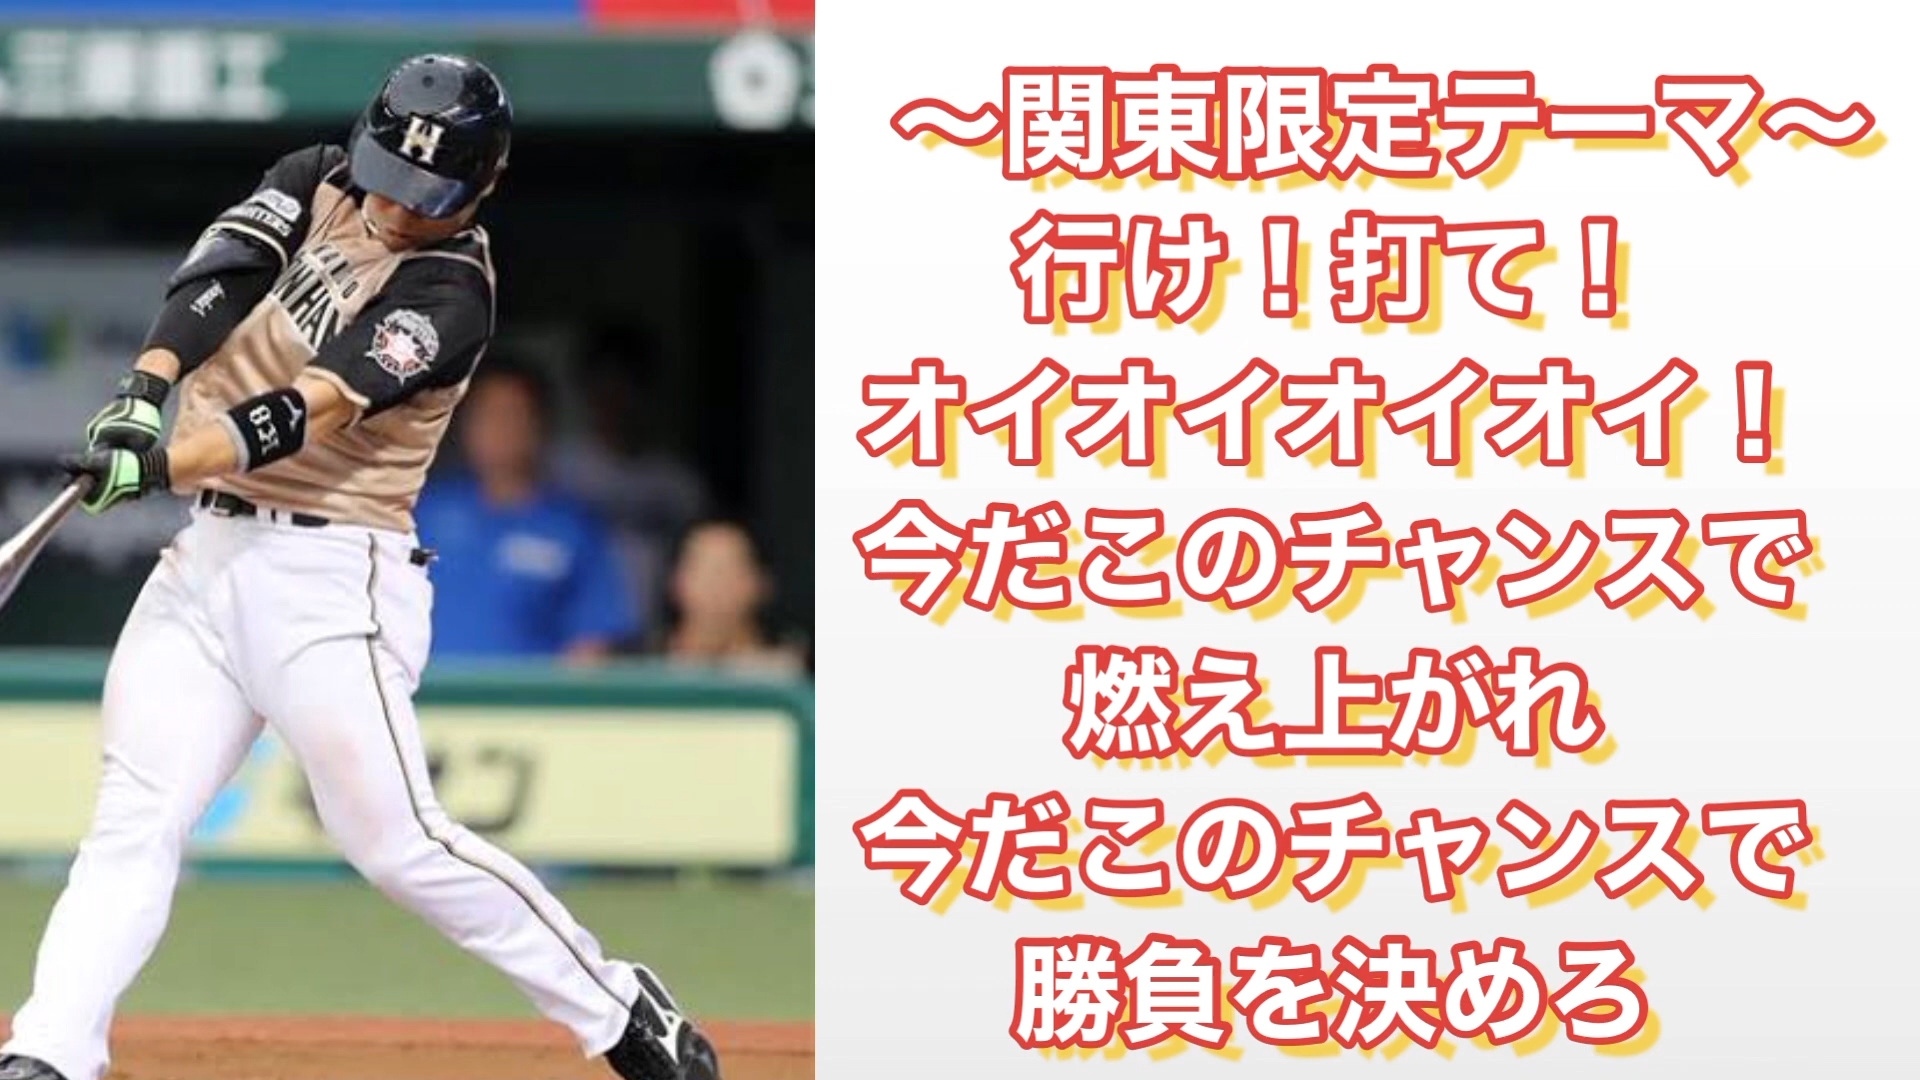 ～関東限定テーマ～
行け！打て！
オイオイオイオイ！
今だこのチャンスで
燃え上がれ
今だこのチャンスで
勝負を決めろ
H